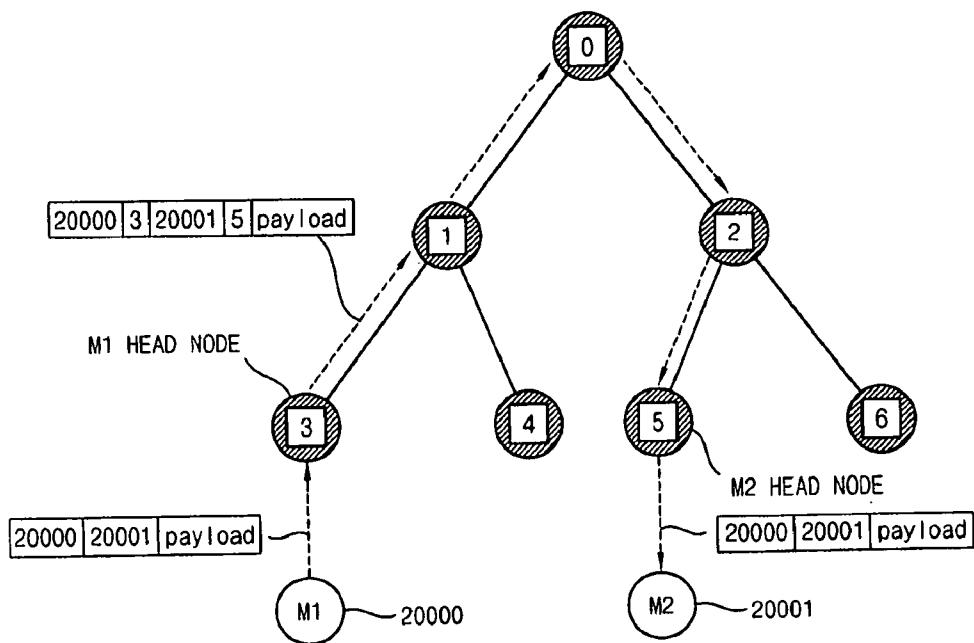 0
20000 3 20001 5 payload
1
2
M1 HEAD NODE
3
4
5
6
M2 HEAD NODE
20000 20001 payload
20000 20001 payload
M1
20000
M2
20001